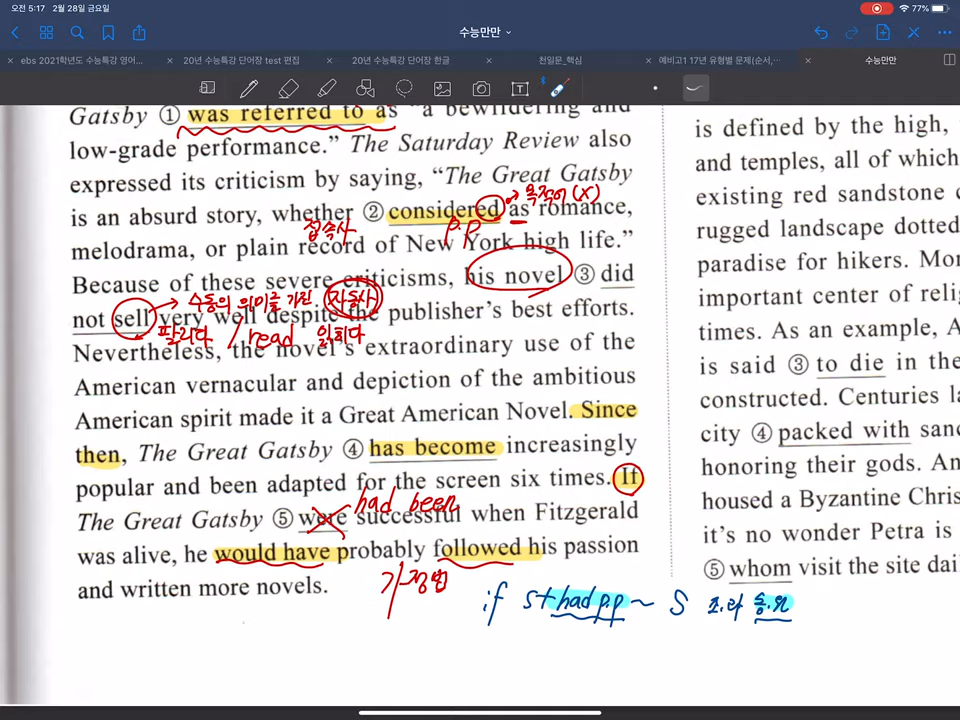 오전 5:17 2월 28일 금요일
77%
수능만만
ebs 2021학년도 수능특강 영어...
20년 수능특강 단어장 test 편집
20년 수능특강 단어장 한글
천일문_핵심
예비고1 17년 유형별 문제(순서,...
수능만만
Gatsby ① was referred to as “a bewildering and
low-grade performance.” The Saturday Review also
expressed its criticism by saying, “The Great Gatsby
→ 목적어 (X)
is an absurd story, whether ② considered as romance,
접속사 p.p
melodrama, or plain record of New York high life.”
Because of these severe criticisms, his novel ③ did
→ 수동의 의미를 가진 자동사
not sell very well despite the publisher’s best efforts.
팔리다 / read 읽히다
Nevertheless, the novel’s extraordinary use of the
American vernacular and depiction of the ambitious
American spirit made it a Great American Novel. Since
then, The Great Gatsby ④ has become increasingly
popular and been adapted for the screen six times. If
had been
The Great Gatsby ⑤ were successful when Fitzgerald
was alive, he would have probably followed his passion
가정법
and written more novels.
if S+had p.p ~ S 조.과
is defined by the high,
and temples, all of which
existing red sandstone
rugged landscape dotted
paradise for hikers.
important center of
times. As an example,
is said ③ to die in the
constructed. Centuries
city ④ packed with
honoring their gods.
housed a Byzantine
it’s no wonder Petra is
⑤ whom visit the site